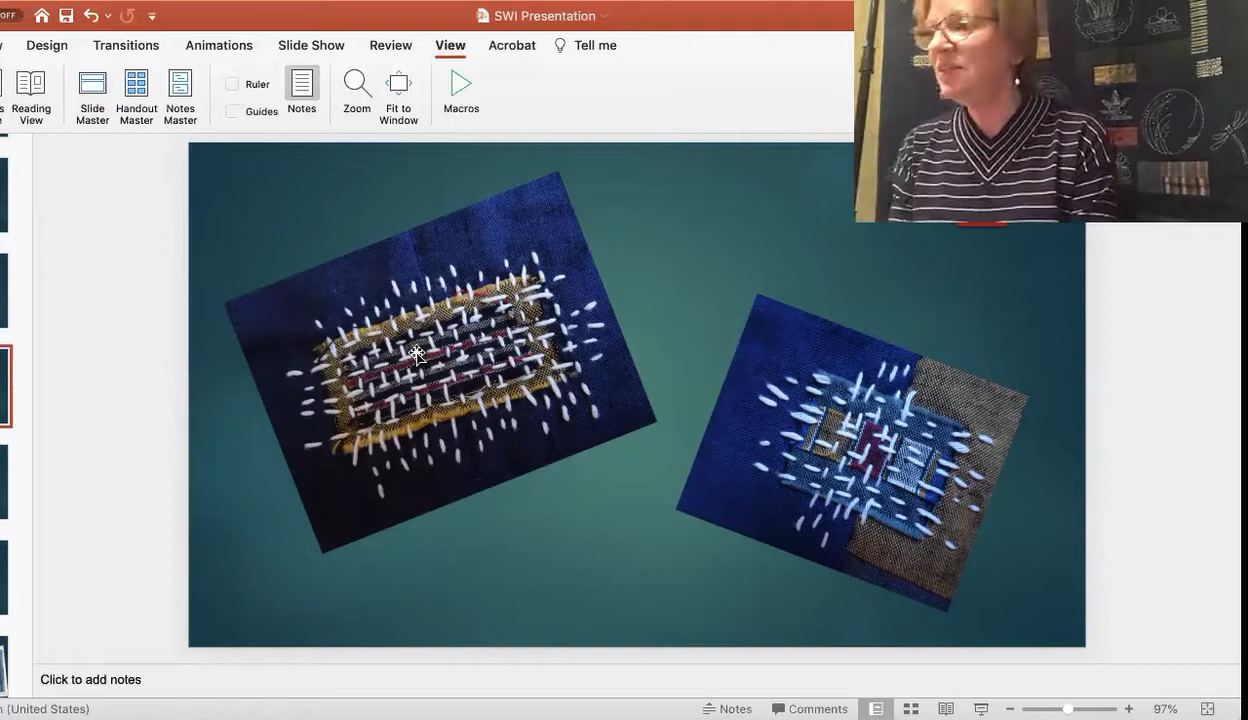 OFF
SWI Presentation
Design Transitions Animations Slide Show Review View Acrobat Tell me
Reading View
Slide Master
Handout Master
Notes Master
Ruler
Guides
Notes
Zoom
Fit to Window
Macros
Click to add notes
(United States)
Notes
Comments
97%